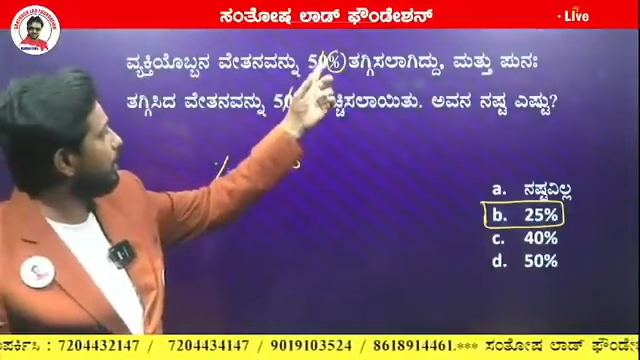 ಸಂತೋಷ ಲಾಡ್ ಫೌಂಡೇಶನ್
Live
ವ್ಯಕ್ತಿಯೊಬ್ಬನ ವೇತನವನ್ನು 50% ತಗ್ಗಿಸಲಾಗಿದ್ದು, ಮತ್ತು ಪುನಃ
ತಗ್ಗಿಸಿದ ವೇತನವನ್ನು ಅವನ ನಷ್ಟ ಎಷ್ಟು?
a. ನಷ್ಟವಿಲ್ಲ
b. 25%
c. 40%
d. 50%
7204432147 / 7204434147 / 9019103524 / 8618914461.*** ಸಂತೋಷ ಲಾಡ್